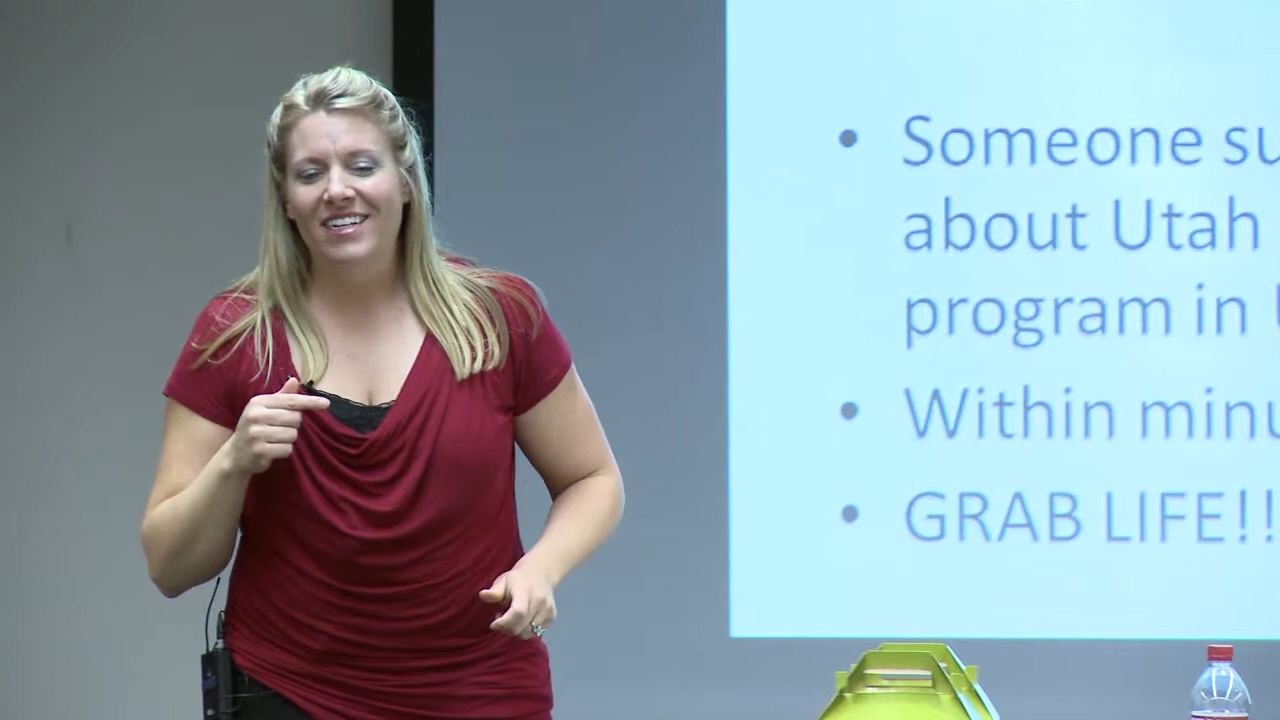 • Someone su
about Utah
program in
• Within minu
• GRAB LIFE!!